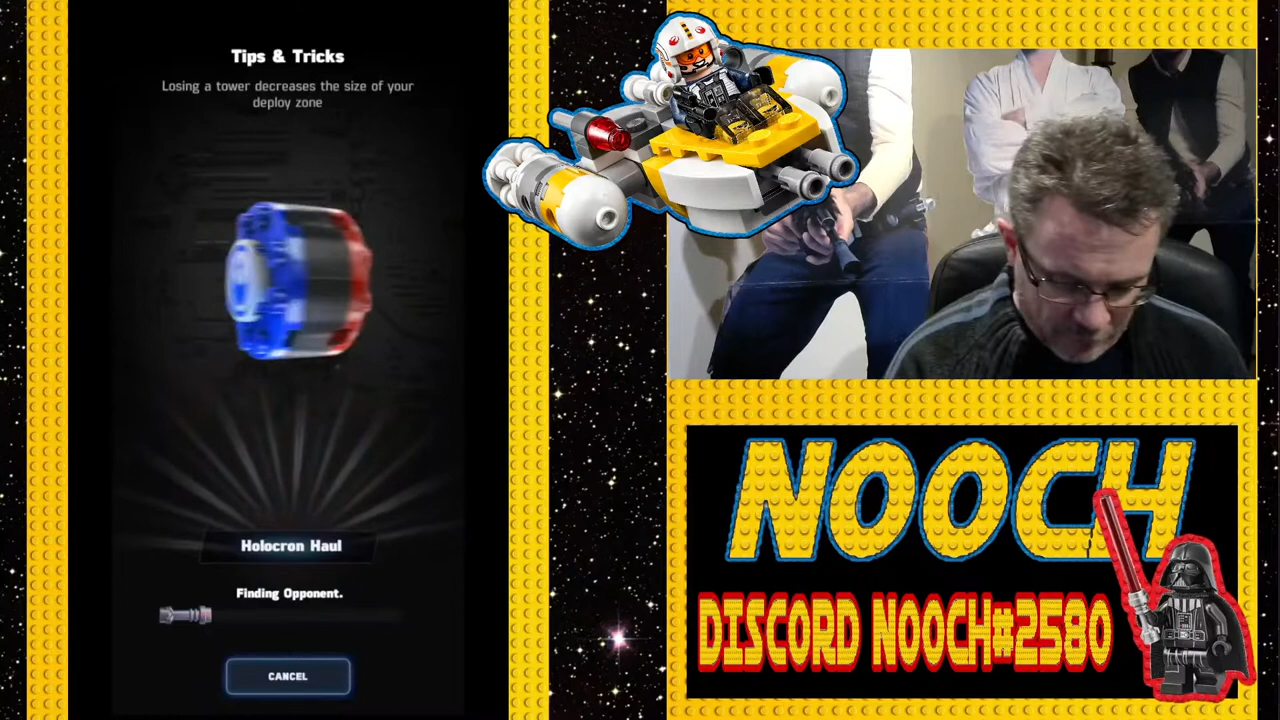 Tips & Tricks
Losing a tower decreases the size of your
deploy zone
Holocron Haul
Finding Opponent.
CANCEL
NOOCH
DISCORD NOOCH#2580